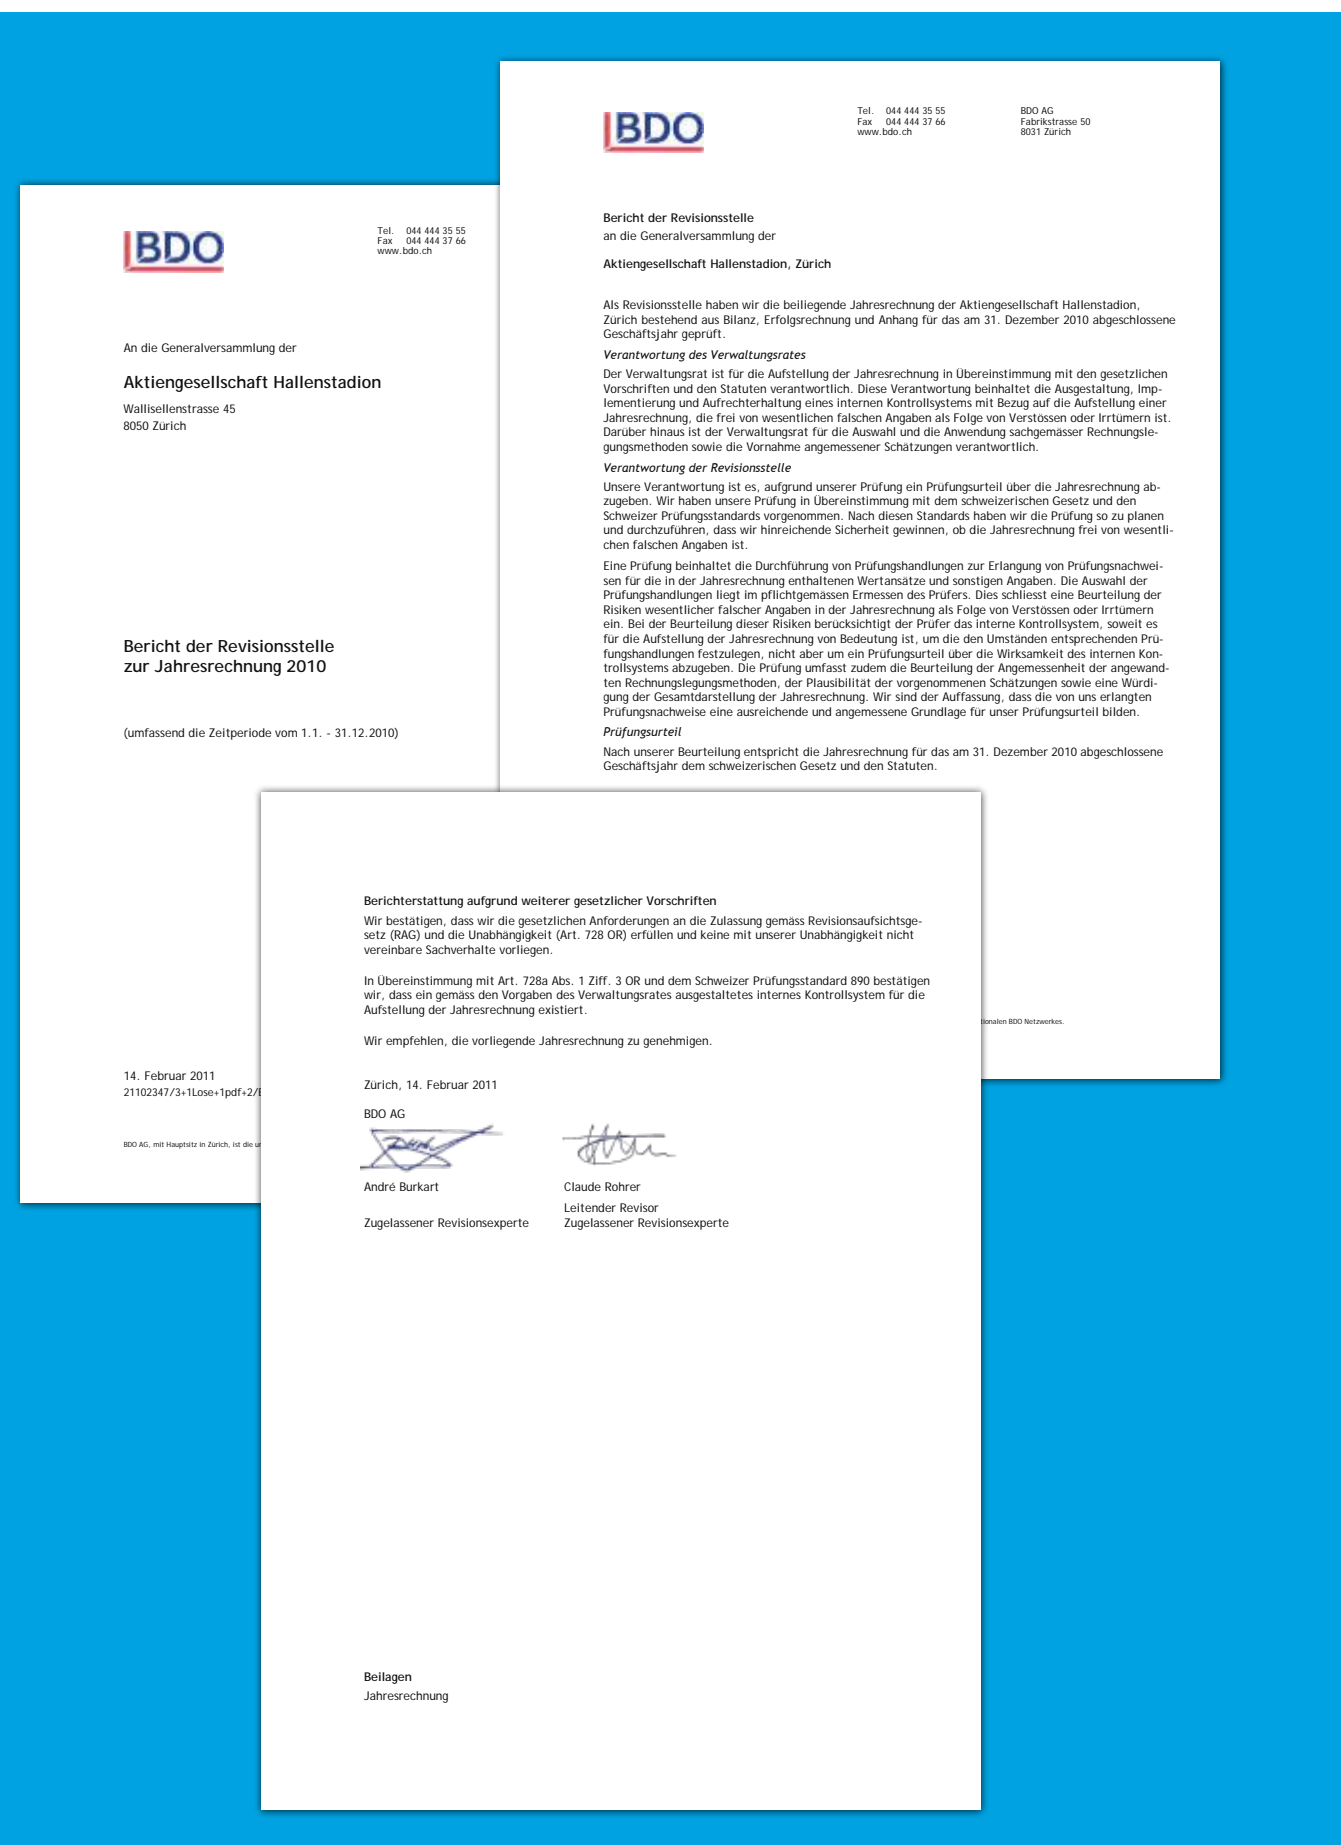 BDO
Tel. 044 444 35 55
Fax 044 444 37 66
www.bdo.ch
An die Generalversammlung der
Aktiengesellschaft Hallenstadion
Wallisellenstrasse 45
8050 Zürich
Bericht der Revisionsstelle
zur Jahresrechnung 2010
(umfassend die Zeitperiode vom 1.1. - 31.12.2010)
14. Februar 2011
21102347/3+1Lose+1pdf+2/
BDO AG, mit Hauptsitz in Zürich, ist die
BDO
Tel. 044 444 35 55
Fax 044 444 37 66
www.bdo.ch
BDO AG
Fabrikstrasse 50
8031 Zürich
Bericht der Revisionsstelle
an die Generalversammlung der
Aktiengesellschaft Hallenstadion, Zürich
Als Revisionsstelle haben wir die beiliegende Jahresrechnung der Aktiengesellschaft Hallenstadion,
Zürich bestehend aus Bilanz, Erfolgsrechnung und Anhang für das am 31. Dezember 2010 abgeschlossene
Geschäftsjahr geprüft.
Verantwortung des Verwaltungsrates
Der Verwaltungsrat ist für die Aufstellung der Jahresrechnung in Übereinstimmung mit den gesetzlichen
Vorschriften und den Statuten verantwortlich. Diese Verantwortung beinhaltet die Ausgestaltung, Imp-
lementierung und Aufrechterhaltung eines internen Kontrollsystems mit Bezug auf die Aufstellung einer
Jahresrechnung, die frei von wesentlichen falschen Angaben als Folge von Verstössen oder Irrtümern ist.
Darüber hinaus ist der Verwaltungsrat für die Auswahl und die Anwendung sachgemässer Rechnungsle-
gungsmethoden sowie die Vornahme angemessener Schätzungen verantwortlich.
Verantwortung der Revisionsstelle
Unsere Verantwortung ist es, aufgrund unserer Prüfung ein Prüfungsurteil über die Jahresrechnung ab-
zugeben. Wir haben unsere Prüfung in Übereinstimmung mit dem schweizerischen Gesetz und den
Schweizer Prüfungsstandards vorgenommen. Nach diesen Standards haben wir die Prüfung so zu planen
und durchzuführen, dass wir hinreichende Sicherheit gewinnen, ob die Jahresrechnung frei von wesentli-
chen falschen Angaben ist.
Eine Prüfung beinhaltet die Durchführung von Prüfungshandlungen zur Erlangung von Prüfungsnachwei-
sen für die in der Jahresrechnung enthaltenen Wertansätze und sonstigen Angaben. Die Auswahl der
Prüfungshandlungen liegt im pflichtgemässen Ermessen des Prüfers. Dies schliesst eine Beurteilung der
Risiken wesentlicher falscher Angaben in der Jahresrechnung als Folge von Verstössen oder Irrtümern
ein. Bei der Beurteilung dieser Risiken berücksichtigt der Prüfer das interne Kontrollsystem, soweit es
für die Aufstellung der Jahresrechnung von Bedeutung ist, um die den Umständen entsprechenden Prü-
fungshandlungen festzulegen, nicht aber um ein Prüfungsurteil über die Wirksamkeit des internen Kon-
trollsystems abzugeben. Die Prüfung umfasst zudem die Beurteilung der Angemessenheit der angewand-
ten Rechnungslegungsmethoden, der Plausibilität der vorgenommenen Schätzungen sowie eine Würdi-
gung der Gesamtdarstellung der Jahresrechnung. Wir sind der Auffassung, dass die von uns erlangten
Prüfungsnachweise eine ausreichende und angemessene Grundlage für unser Prüfungsurteil bilden.
Prüfungsurteil
Nach unserer Beurteilung entspricht die Jahresrechnung für das am 31. Dezember 2010 abgeschlossene
Geschäftsjahr dem schweizerischen Gesetz und den Statuten.
BDO Netzwerkes.
Berichterstattung aufgrund weiterer gesetzlicher Vorschriften
Wir bestätigen, dass wir die gesetzlichen Anforderungen an die Zulassung gemäss Revisionsaufsichtsge-
setz (RAG) und die Unabhängigkeit (Art. 728 OR) erfüllen und keine mit unserer Unabhängigkeit nicht
vereinbare Sachverhalte vorliegen.
In Übereinstimmung mit Art. 728a Abs. 1 Ziff. 3 OR und dem Schweizer Prüfungsstandard 890 bestätigen
wir, dass ein gemäss den Vorgaben des Verwaltungsrates ausgestaltetes internes Kontrollsystem für die
Aufstellung der Jahresrechnung existiert.
Wir empfehlen, die vorliegende Jahresrechnung zu genehmigen.
Zürich, 14. Februar 2011
BDO AG
André Burkart
Zugelassener Revisionsexperte
Claude Rohrer
Leitender Revisor
Zugelassener Revisionsexperte
Beilagen
Jahresrechnung